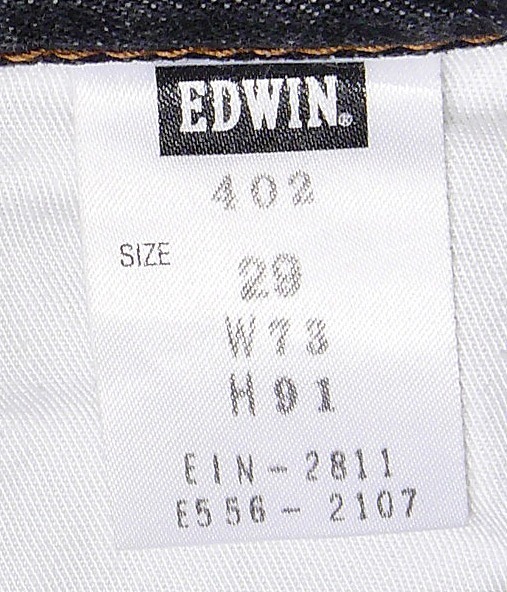 EDWIN®
402
SIZE 29
W73
H91
EIN-2811
E556-2107